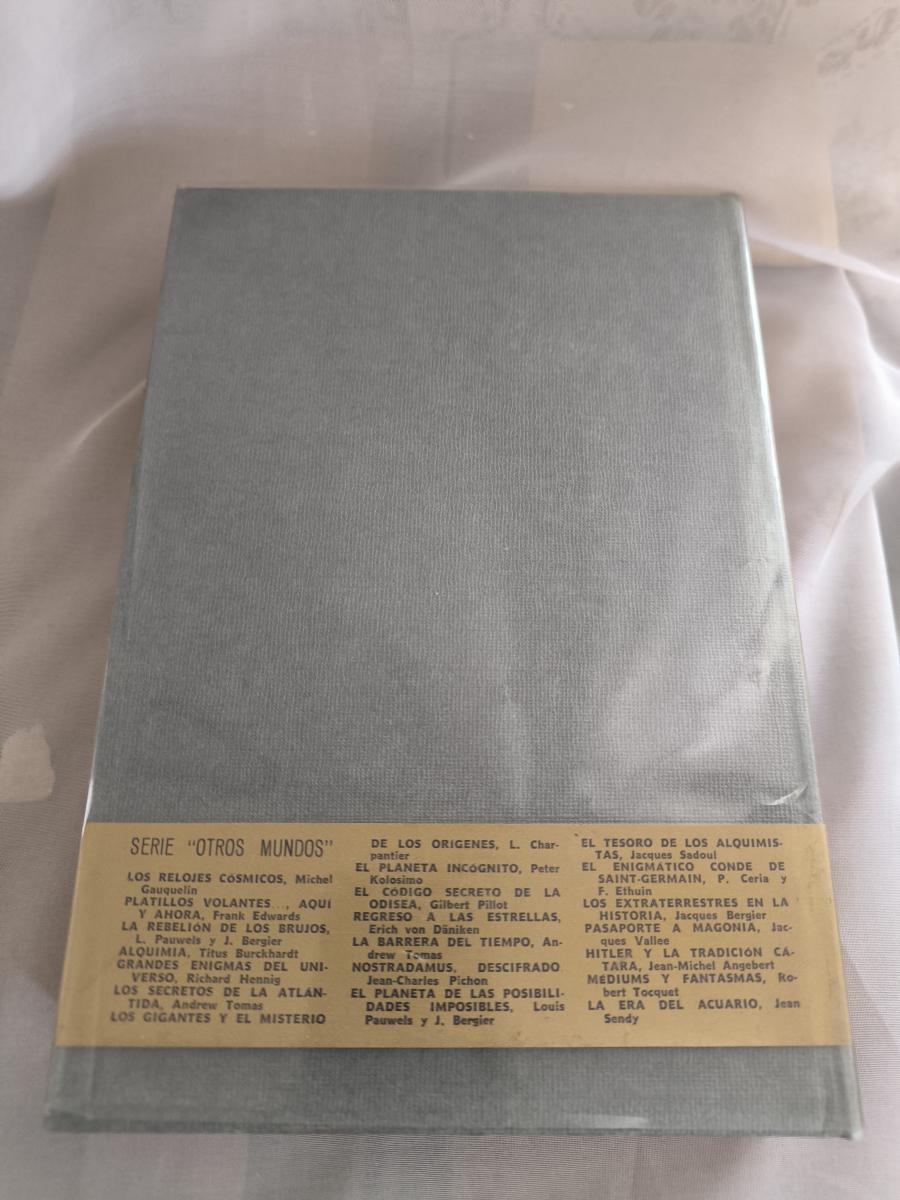 SERIE "OTROS MUNDOS"
LOS RELOJES CÓSMICOS, Michel
Gauquelin
PLATILLOS VOLANTES..., AQUÍ
Y AHORA, Frank Edwards
LA REBELIÓN DE LOS BRUJOS,
L. Pauwels y J. Bergier
ALQUIMIA, Titus Burckhardt
GRANDES ENIGMAS DEL UNI-
VERSO, Richard Hennig
LOS SECRETOS DE LA ATLÁN-
TIDA, Andrew Tomas
LOS GIGANTES Y EL MISTERIO
DE LOS ORÍGENES, L. Char-
pantier
EL PLANETA INCÓGNITO, Peter
Kolosimo
EL CÓDIGO SECRETO DE LA
ODISEA, Gilbert Pillot
REGRESO A LAS ESTRELLAS,
Erich von Däniken
LA BARRERA DEL TIEMPO, An-
drew Tomas
NOSTRADAMUS, DESCIFRADO
Jean-Charles Pichon
EL PLANETA DE LAS POSIBILI-
DADES IMPOSIBLES, Louis
Pauwels y J. Bergier
EL TESORO DE LOS ALQUIMIS-
TAS, Jacques Sadoul
EL ENIGMÁTICO CONDE DE
SAINT-GERMAIN, P. Ceria y
F. Ethuin
LOS EXTRATERRESTRES EN LA
HISTORIA, Jacques Bergier
PASAPORTE A MAGONIA, Jac-
ques Vallee
HITLER Y LA TRADICIÓN CÁ-
TARA, Jean-Michel Angebert
MÉDIUMS Y FANTASMAS, Ro-
bert Tocquet
LA ERA DEL ACUARIO, Jean
Sendy